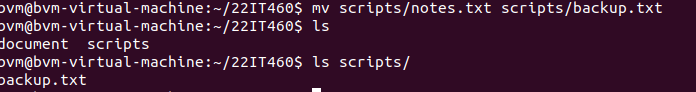 bvm@bvm-virtual-machine:~/22IT460$ mv scripts/notes.txt scripts/backup.txt
bvm@bvm-virtual-machine:~/22IT460$ ls
document  scripts
bvm@bvm-virtual-machine:~/22IT460$ ls scripts/
backup.txt